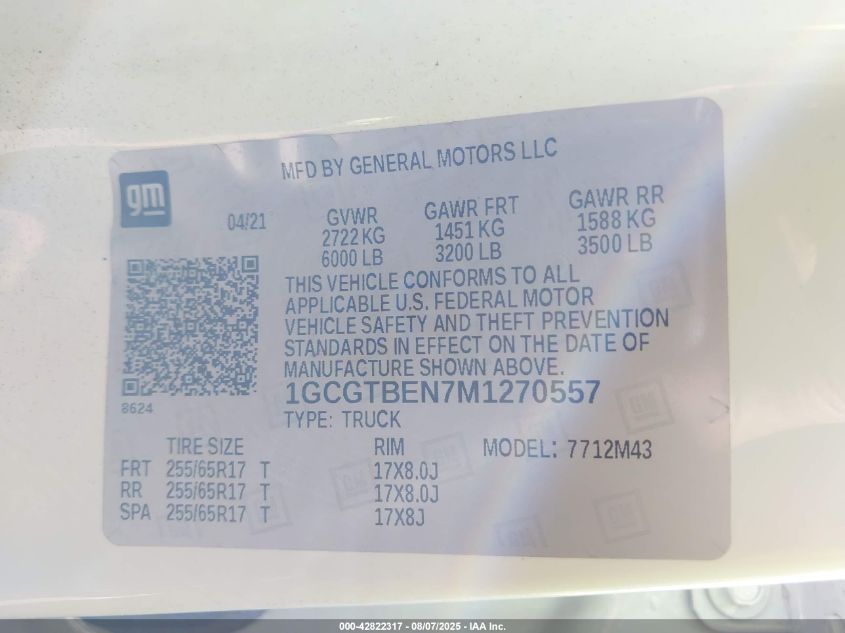 MFD BY GENERAL MOTORS LLC
gm
04/21
GVWR GAWR FRT GAWR RR
2722 KG 1451 KG 1588 KG
6000 LB 3200 LB 3500 LB
THIS VEHICLE CONFORMS TO ALL
APPLICABLE U.S. FEDERAL MOTOR
VEHICLE SAFETY AND THEFT PREVENTION
STANDARDS IN EFFECT ON THE DATE OF
MANUFACTURE SHOWN ABOVE.
1GCGTBEN7M1270557
8624
TYPE: TRUCK
TIRE SIZE RIM MODEL: 7712M43
FRT 255/65R17 T 17X8.0J
RR 255/65R17 T 17X8.0J
SPA 255/65R17 T 17X8J
000-42822317 - 08/07/2025 - IAA Inc.